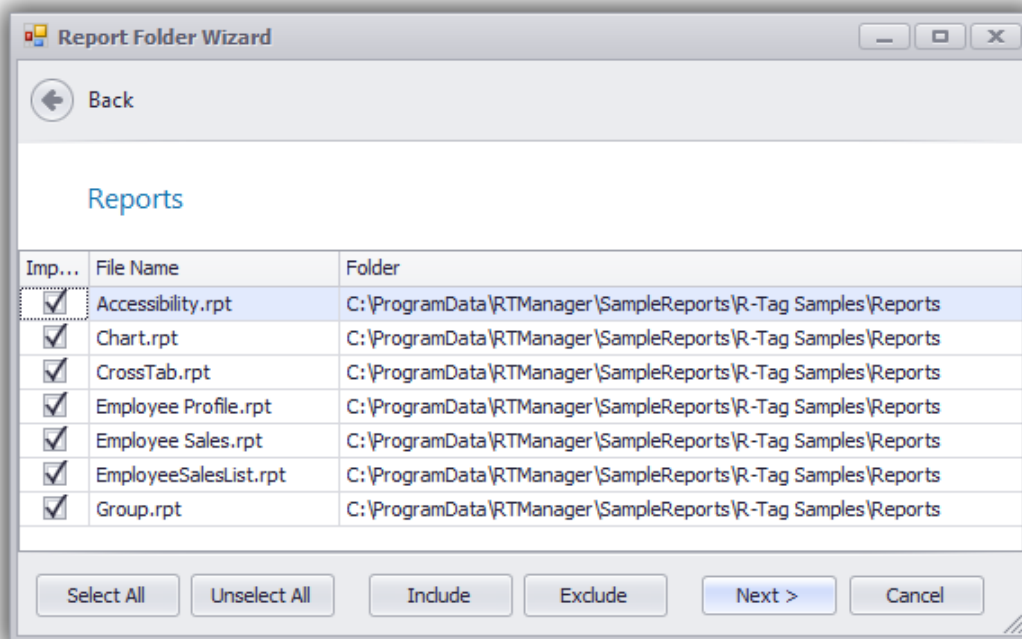 Report Folder Wizard
Back
Reports
Imp... File Name Folder
Accessibility.rpt C:\ProgramData\RTManager\SampleReports\R-Tag Samples\Reports
Chart.rpt C:\ProgramData\RTManager\SampleReports\R-Tag Samples\Reports
CrossTab.rpt C:\ProgramData\RTManager\SampleReports\R-Tag Samples\Reports
Employee Profile.rpt C:\ProgramData\RTManager\SampleReports\R-Tag Samples\Reports
Employee Sales.rpt C:\ProgramData\RTManager\SampleReports\R-Tag Samples\Reports
EmployeeSalesList.rpt C:\ProgramData\RTManager\SampleReports\R-Tag Samples\Reports
Group.rpt C:\ProgramData\RTManager\SampleReports\R-Tag Samples\Reports
Select All Unselect All Include Exclude Next > Cancel